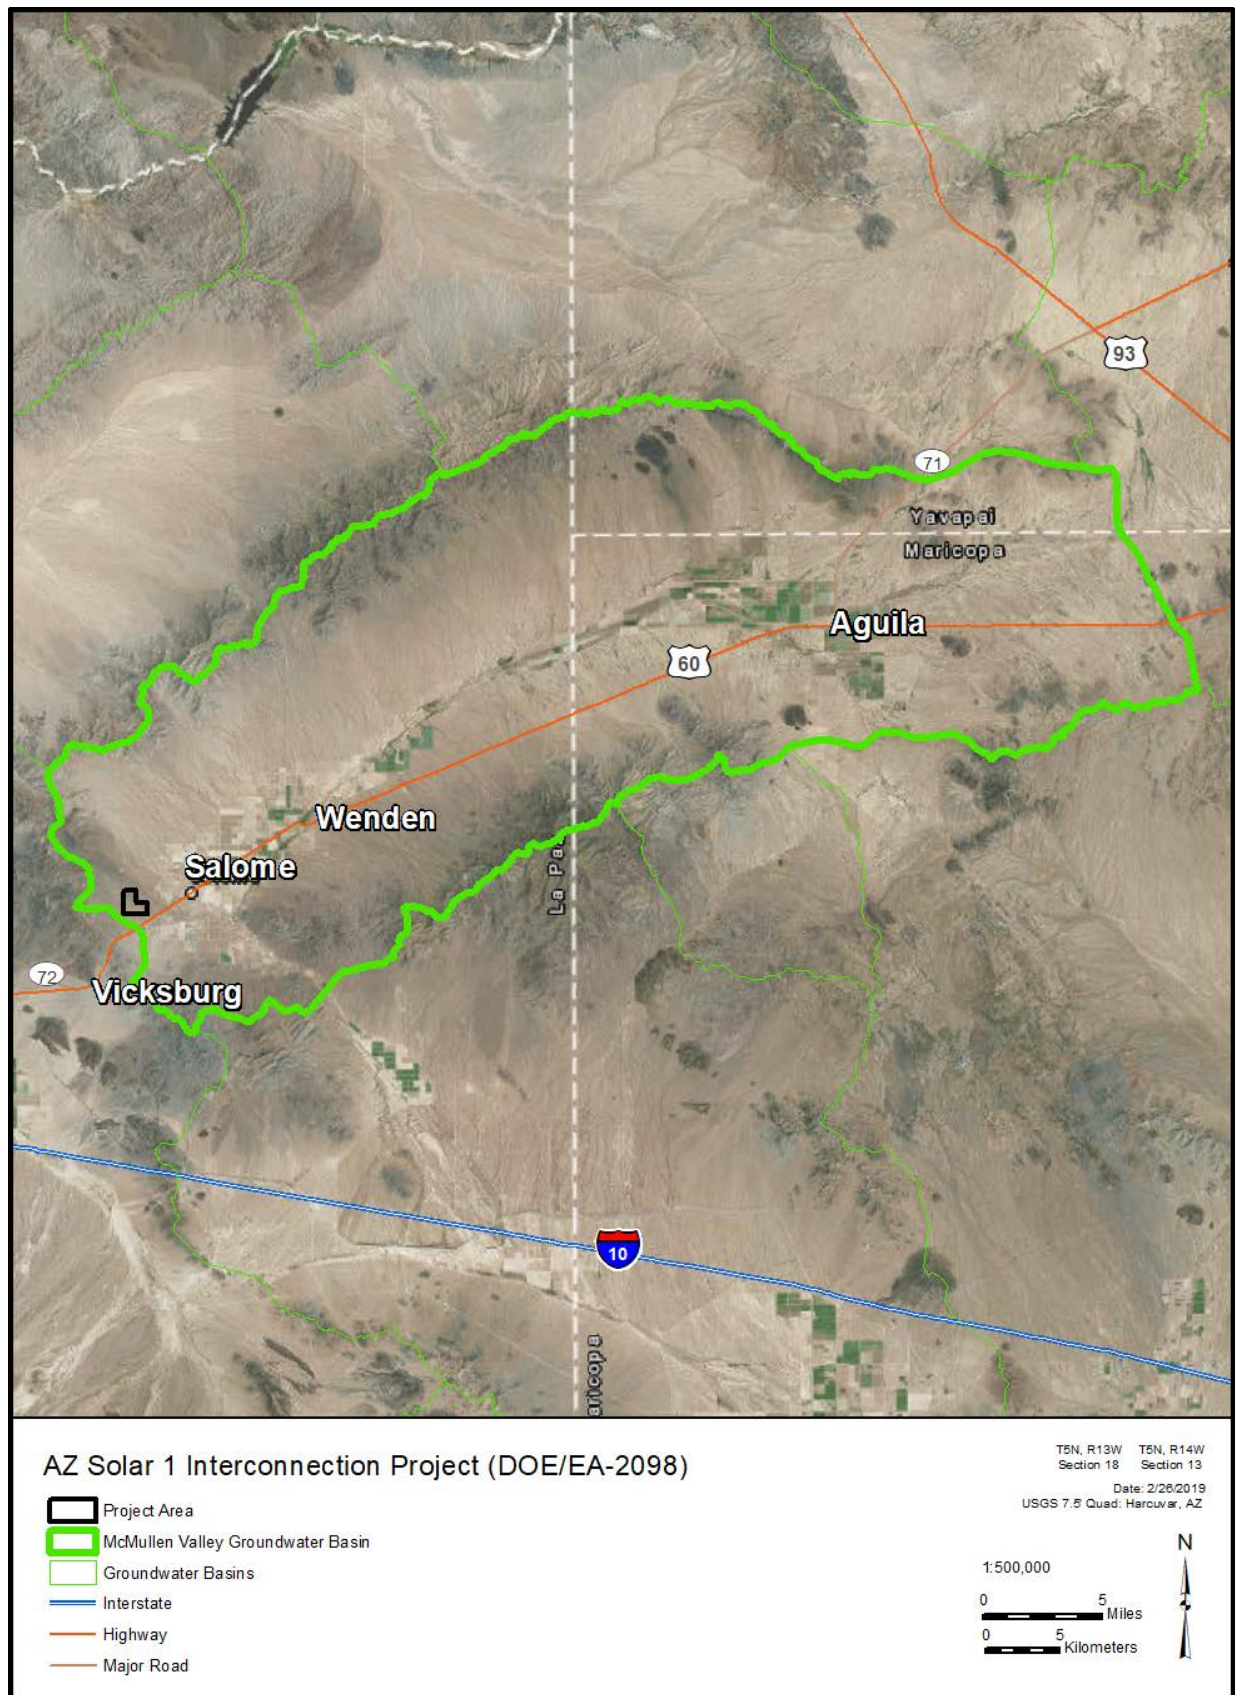 93
71
Yavapai
Maricopa
Aguila
60
Wenden
Salome
La Paz
72
Vicksburg
10
aricopa
AZ Solar 1 Interconnection Project (DOE/EA-2098)
Project Area
McMullen Valley Groundwater Basin
Groundwater Basins
Interstate
Highway
Major Road
T5N, R13W T5N, R14W
Section 18 Section 13
Date: 2/26/2019
USGS 7.5' Quad: Harcuvar, AZ
N
1:500,000
0 5
Miles
0 5
Kilometers